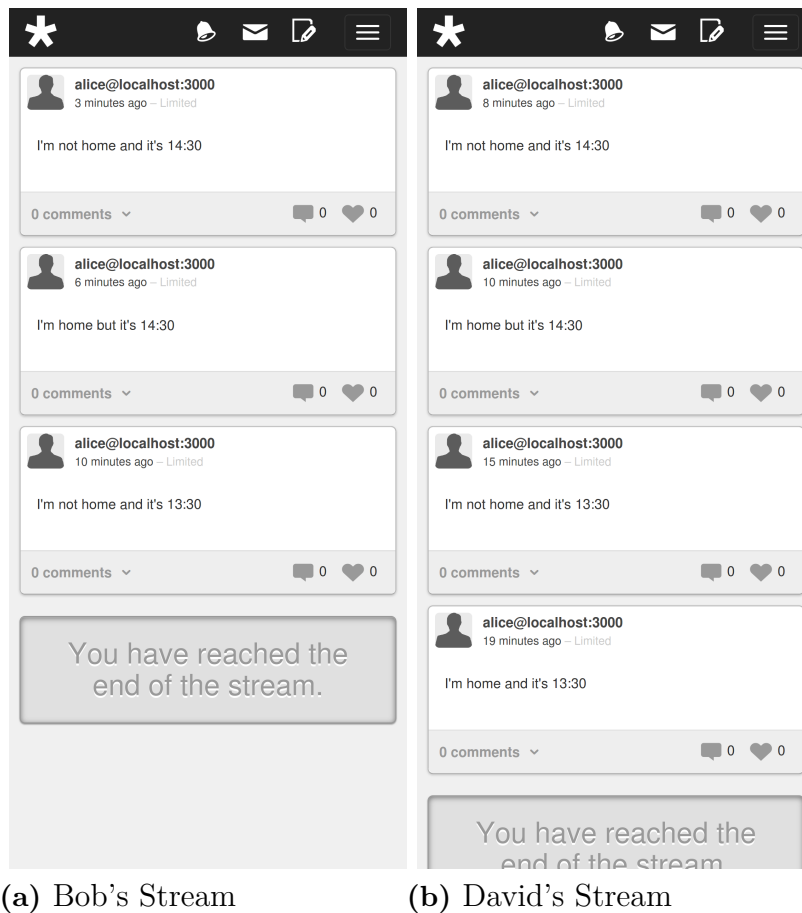 alice@localhost:3000
3 minutes ago – Limited
I'm not home and it's 14:30
0 comments
0
0
alice@localhost:3000
6 minutes ago – Limited
I'm home but it's 14:30
0 comments
0
0
alice@localhost:3000
10 minutes ago – Limited
I'm not home and it's 13:30
0 comments
0
0
You have reached the
end of the stream.
(a) Bob's Stream
alice@localhost:3000
8 minutes ago – Limited
I'm not home and it's 14:30
0 comments
0
0
alice@localhost:3000
10 minutes ago – Limited
I'm home but it's 14:30
0 comments
0
0
alice@localhost:3000
15 minutes ago – Limited
I'm not home and it's 13:30
0 comments
0
0
alice@localhost:3000
19 minutes ago – Limited
I'm home and it's 13:30
0 comments
0
0
You have reached the
end of the stream
(b) David's Stream